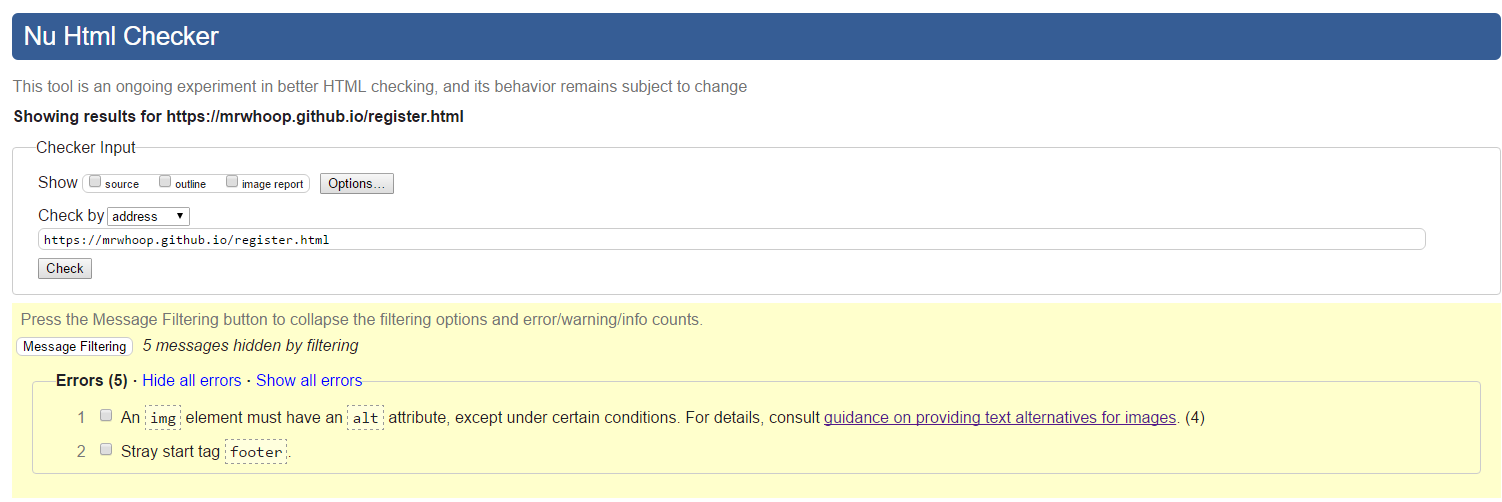 Nu Html Checker
This tool is an ongoing experiment in better HTML checking, and its behavior remains subject to change
Showing results for https://mrwhoop.github.io/register.html
Checker Input
Show source outline image report Options...
Check by address
https://mrwhoop.github.io/register.html
Check
Press the Message Filtering button to collapse the filtering options and error/warning/info counts.
Message Filtering 5 messages hidden by filtering
Errors (5) · Hide all errors · Show all errors
1 An img element must have an alt attribute, except under certain conditions. For details, consult guidance on providing text alternatives for images. (4)
2 Stray start tag footer.